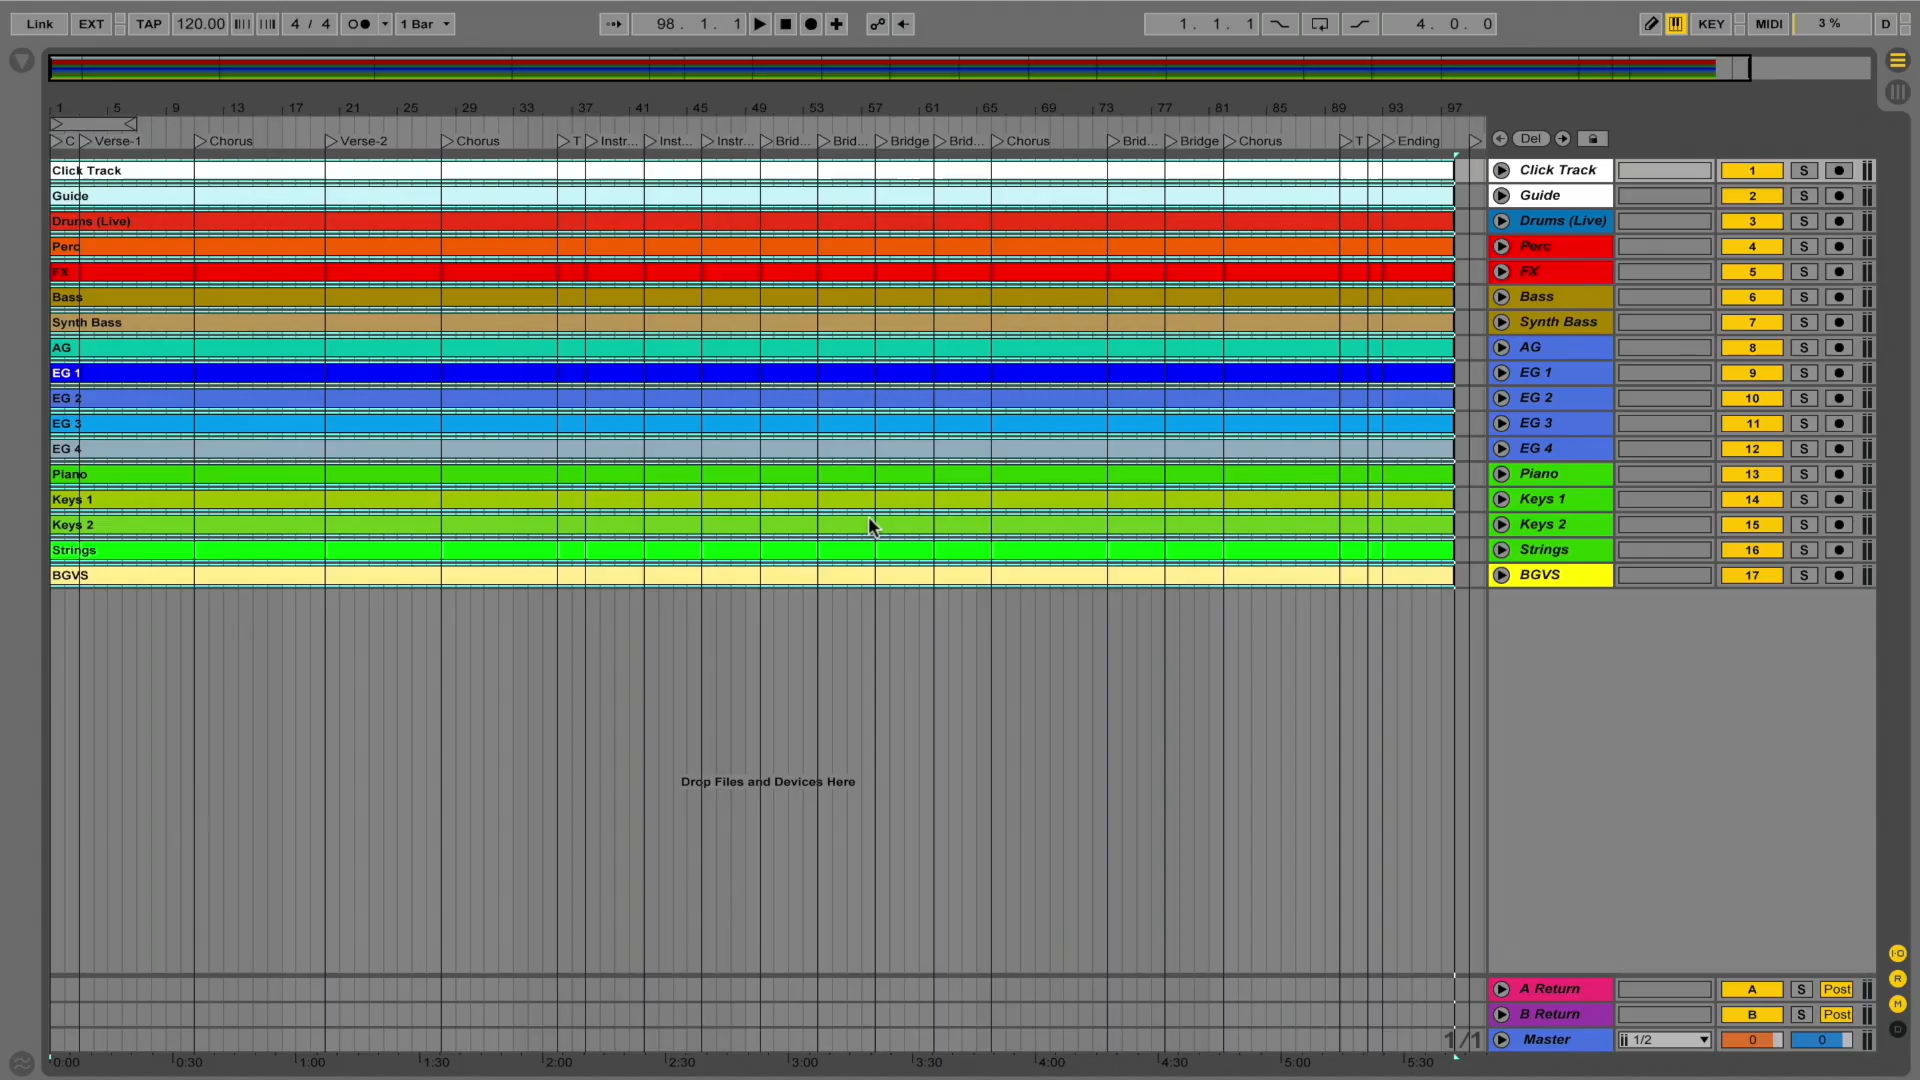 Link EXT TAP 120.00 4 / 4 1 Bar 98. 1. 1 1. 1. 1 4. 0. 0 KEY MIDI 3 % D
1 5 9 13 17 21 25 29 33 37 41 45 49 53 57 61 65 69 73 77 81 85 89 93 97
C Verse-1 Chorus Verse-2 Chorus T Instr... Inst... Instr... Brid... Brid... Bridge Brid... Chorus Brid... Bridge Chorus T Ending Del
Click Track Click Track 1 S
Guide Guide 2 S
Drums (Live) Drums (Live) 3 S
Perc Perc 4 S
FX FX 5 S
Bass Bass 6 S
Synth Bass Synth Bass 7 S
AG AG 8 S
EG 1 EG 1 9 S
EG 2 EG 2 10 S
EG 3 EG 3 11 S
EG 4 EG 4 12 S
Piano Piano 13 S
Keys 1 Keys 1 14 S
Keys 2 Keys 2 15 S
Strings Strings 16 S
BGVS BGVS 17 S
Drop Files and Devices Here
I·O
A Return A S Post R
B Return B S Post M
1/1 Master 1/2 0 0 D
0:00 0:30 1:00 1:30 2:00 2:30 3:00 3:30 4:00 4:30 5:00 5:30